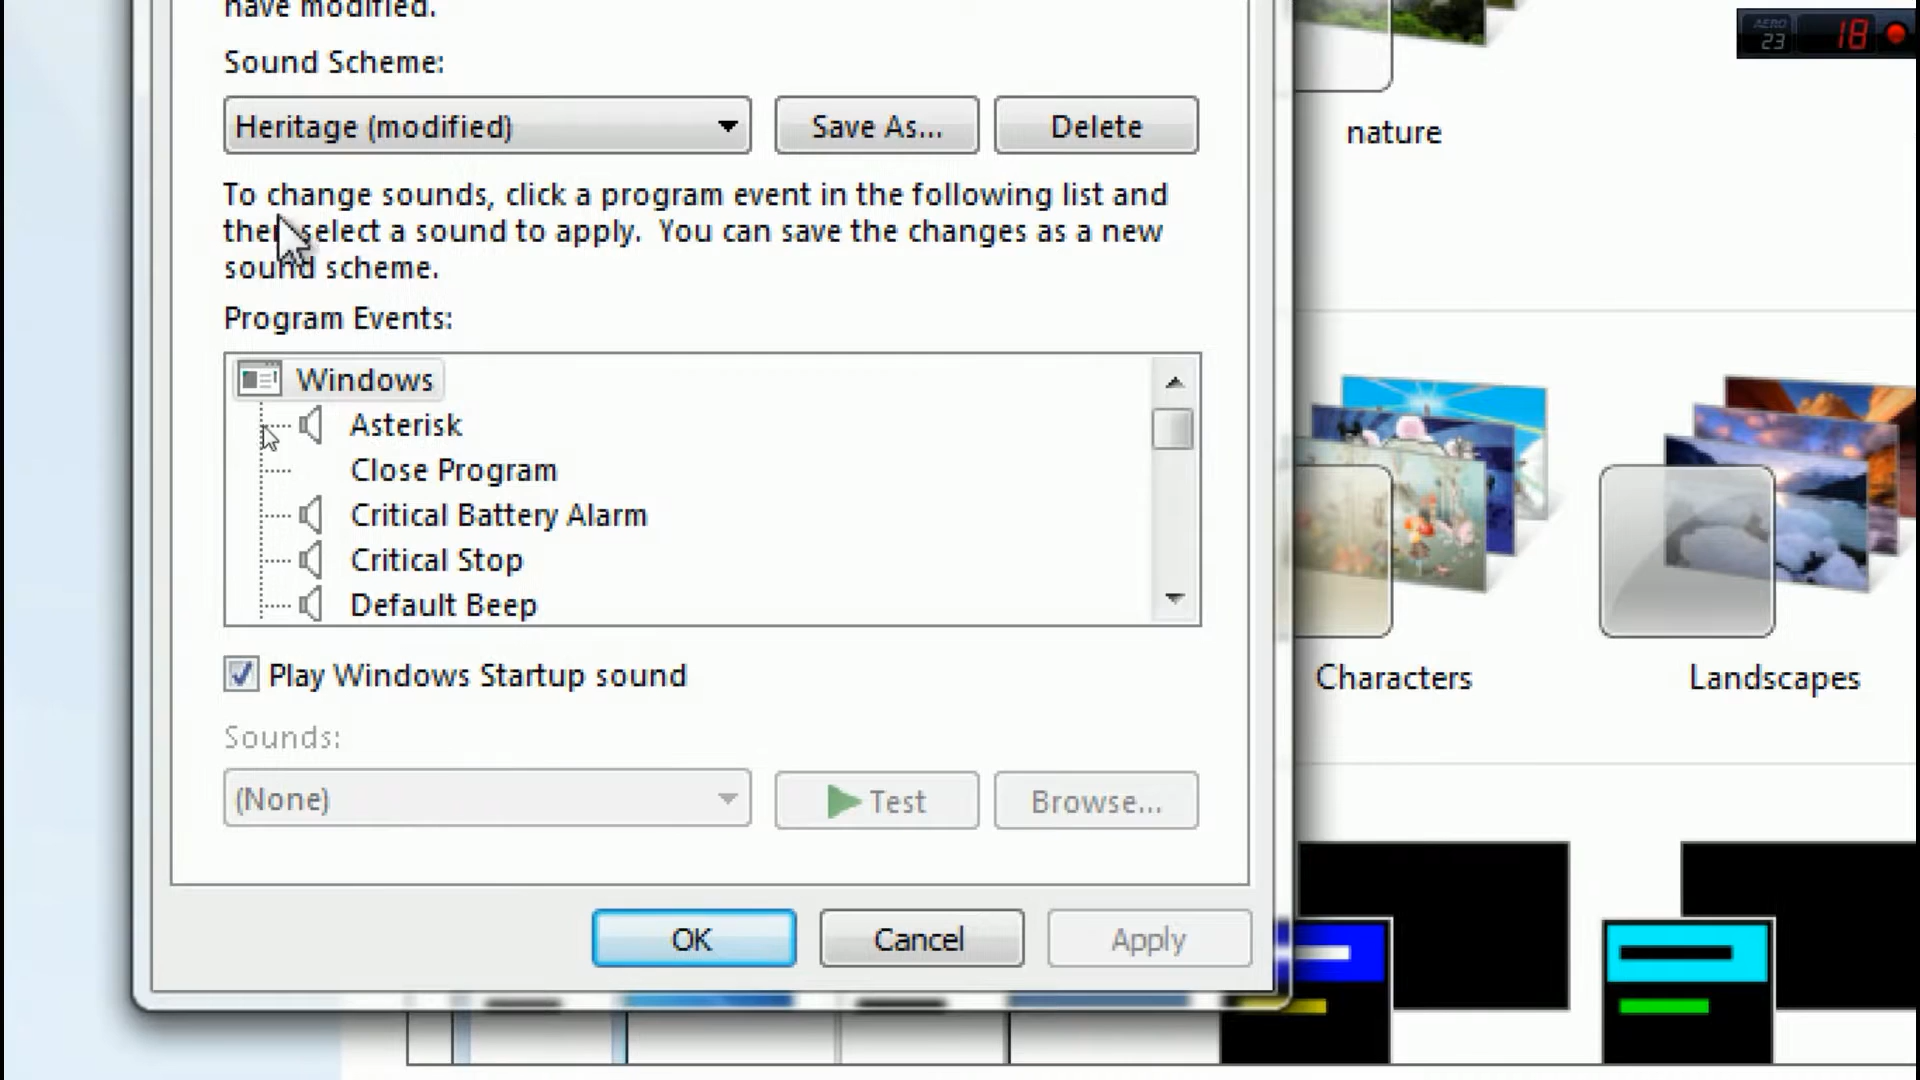 have modified.
Sound Scheme:
Heritage (modified)
Save As...
Delete
To change sounds, click a program event in the following list and
then select a sound to apply.  You can save the changes as a new
sound scheme.
Program Events:
Windows
Asterisk
Close Program
Critical Battery Alarm
Critical Stop
Default Beep
Play Windows Startup sound
Sounds:
(None)
Test
Browse...
OK
Cancel
Apply
nature
Characters
Landscapes
AERO
23
18